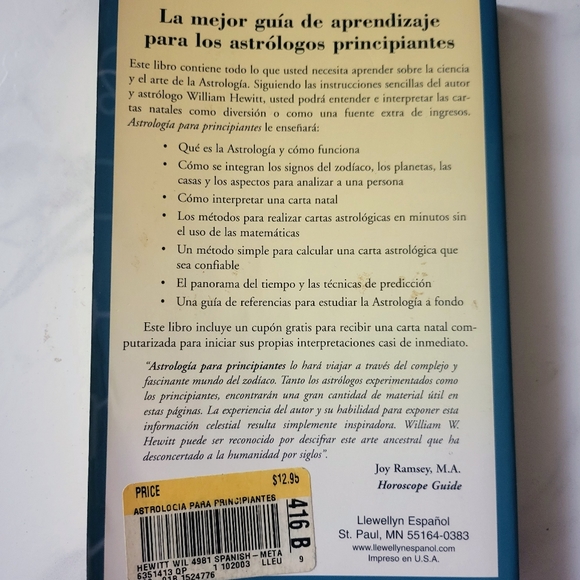 La mejor guía de aprendizaje
para los astrólogos principiantes
Este libro contiene todo lo que usted necesita aprender sobre la ciencia
y el arte de la Astrología. Siguiendo las instrucciones sencillas del autor
y astrólogo William Hewitt, usted podrá entender e interpretar las car-
tas natales como diversión o como una fuente extra de ingresos.
Astrología para principiantes le enseñará:
• Qué es la Astrología y cómo funciona
• Cómo se integran los signos del zodíaco, los planetas, las
casas y los aspectos para analizar a una persona
• Cómo interpretar una carta natal
• Los métodos para realizar cartas astrológicas en minutos sin
el uso de las matemáticas
• Un método simple para calcular una carta astrológica que
sea confiable
• El panorama del tiempo y las técnicas de predicción
• Una guía de referencias para estudiar la Astrología a fondo
Este libro incluye un cupón gratis para recibir una carta natal com-
putarizada para iniciar sus propias interpretaciones casi de inmediato.
"Astrología para principiantes lo hará viajar a través del complejo y
fascinante mundo del zodíaco. Tanto los astrólogos experimentados como
los principiantes, encontrarán una gran cantidad de material útil en
estas páginas. La experiencia del autor y su habilidad para exponer esta
información celestial resulta simplemente inspiradora. William W.
Hewitt puede ser reconocido por descifrar este arte ancestral que ha
desconcertado a la humanidad por siglos".
Joy Ramsey, M.A.
Horoscope Guide
PRICE $12.95
ASTROLOGIA PARA PRINCIPIANTES
416 B
9
HEWITT WIL 4981 SPANISH-META
6351413 QP 1 102003 LLEU
1524776
Llewellyn Español
St. Paul, MN 55164-0383
www.llewellynespanol.com
Impreso en U.S.A.